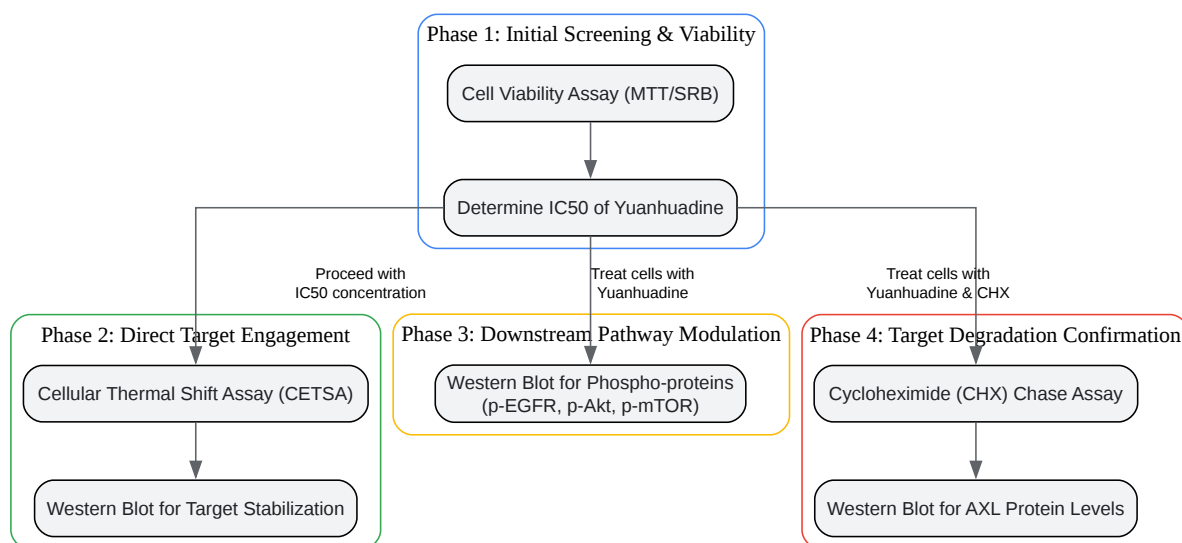 Phase 1: Initial Screening & Viability
Cell Viability Assay (MTT/SRB)
Determine IC50 of Yuanhuadine
Proceed with
IC50 concentration
Treat cells with
Yuanhuadine
Treat cells with
Yuanhuadine & CHX
Phase 2: Direct Target Engagement
Cellular Thermal Shift Assay (CETSA)
Western Blot for Target Stabilization
Phase 3: Downstream Pathway Modulation
Western Blot for Phospho-proteins
(p-EGFR, p-Akt, p-mTOR)
Phase 4: Target Degradation Confirmation
Cycloheximide (CHX) Chase Assay
Western Blot for AXL Protein Levels